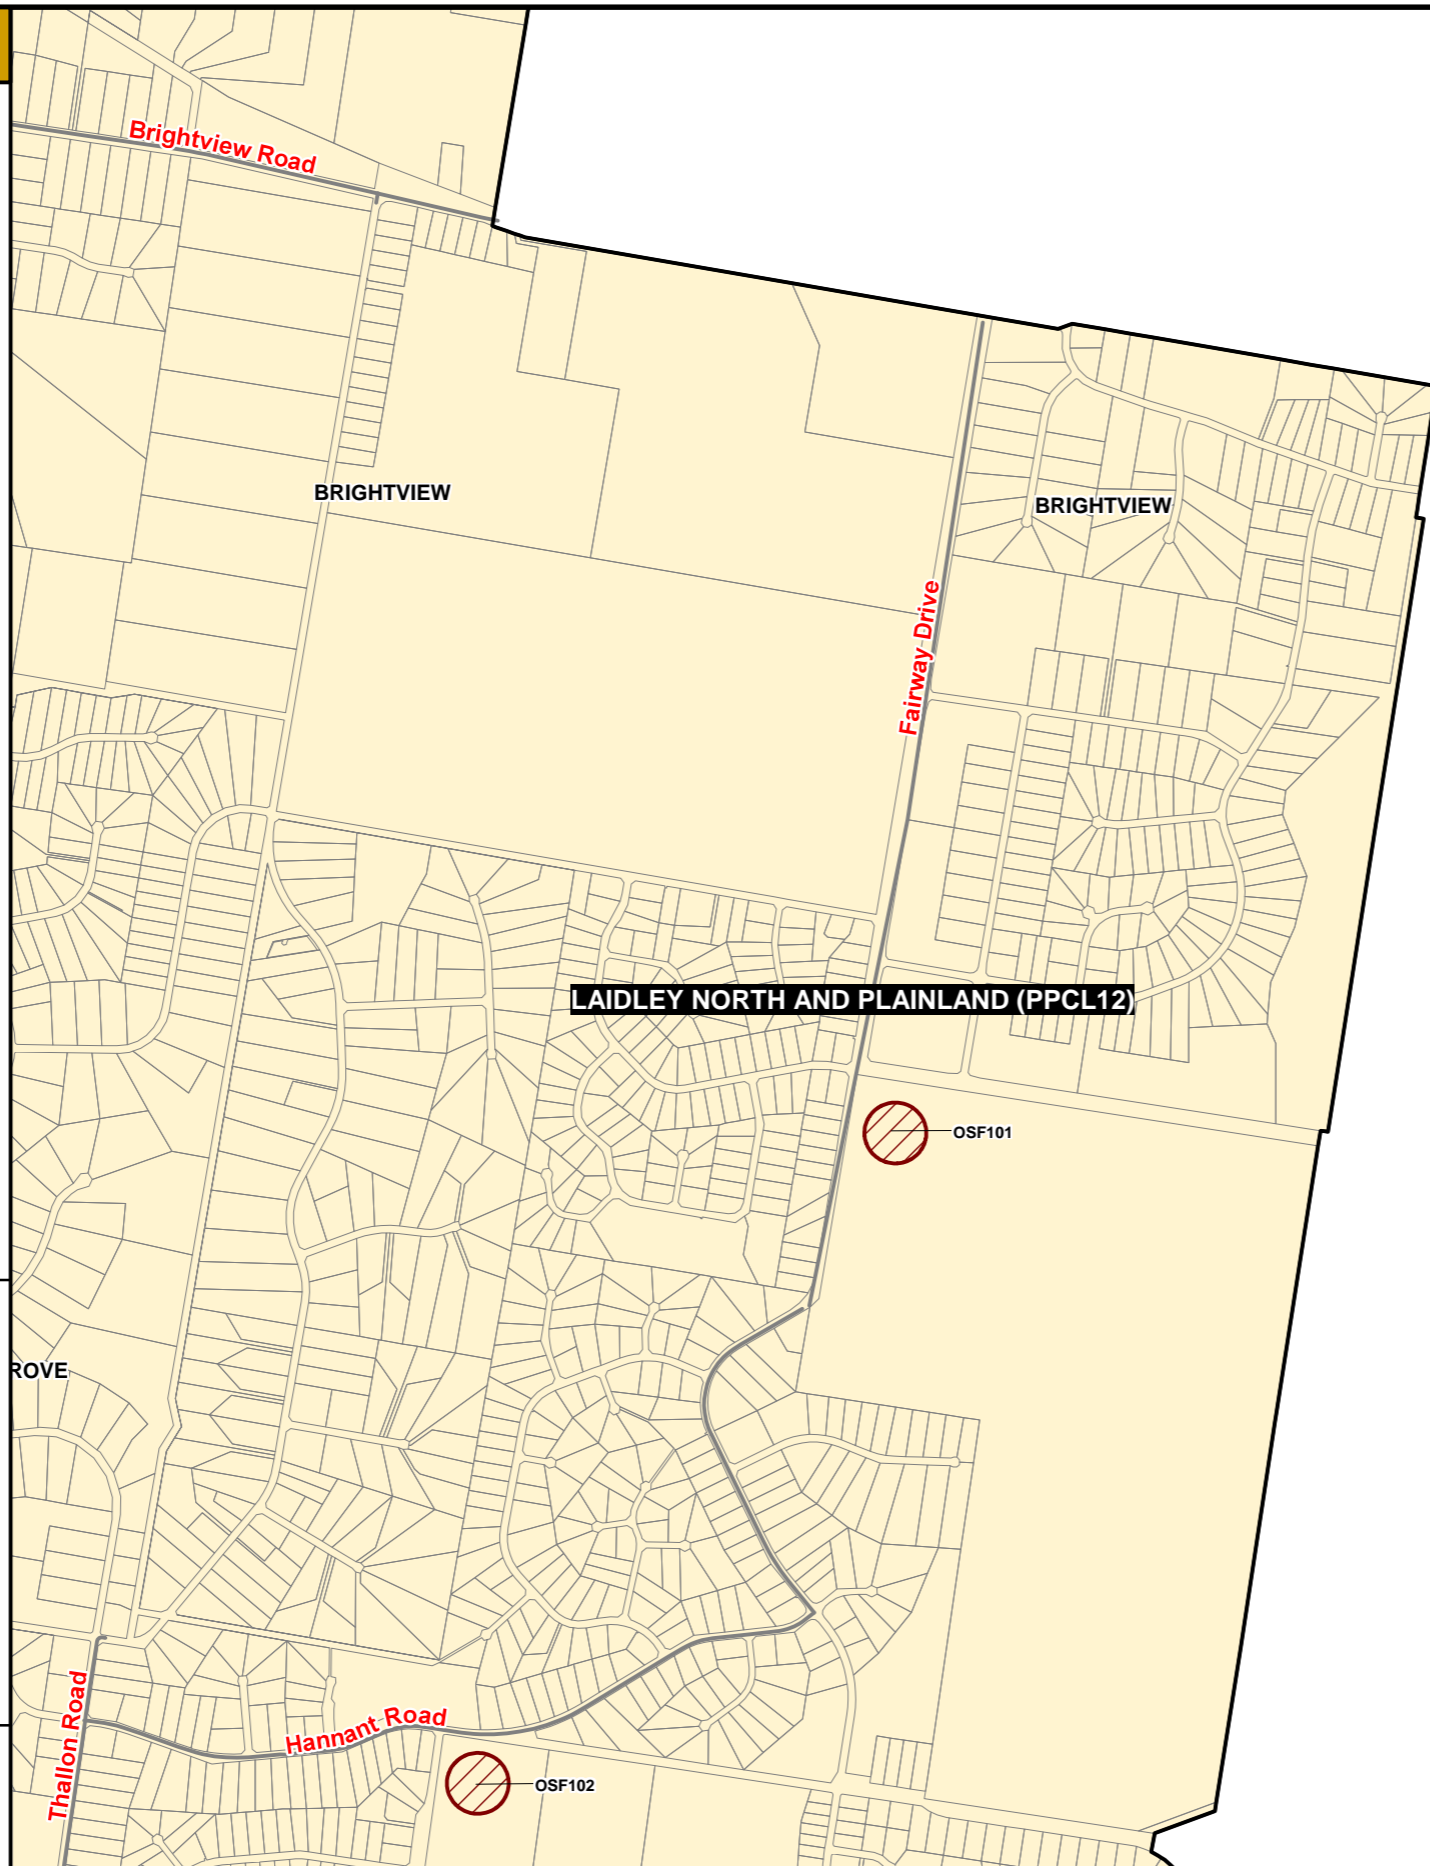 Brightview Road
BRIGHTVIEW
BRIGHTVIEW
Fairway Drive
LAIDLEY NORTH AND PLAINLAND (PPCL12)
OSF101
ROVE
Thallon Road
Hannant Road
OSF102